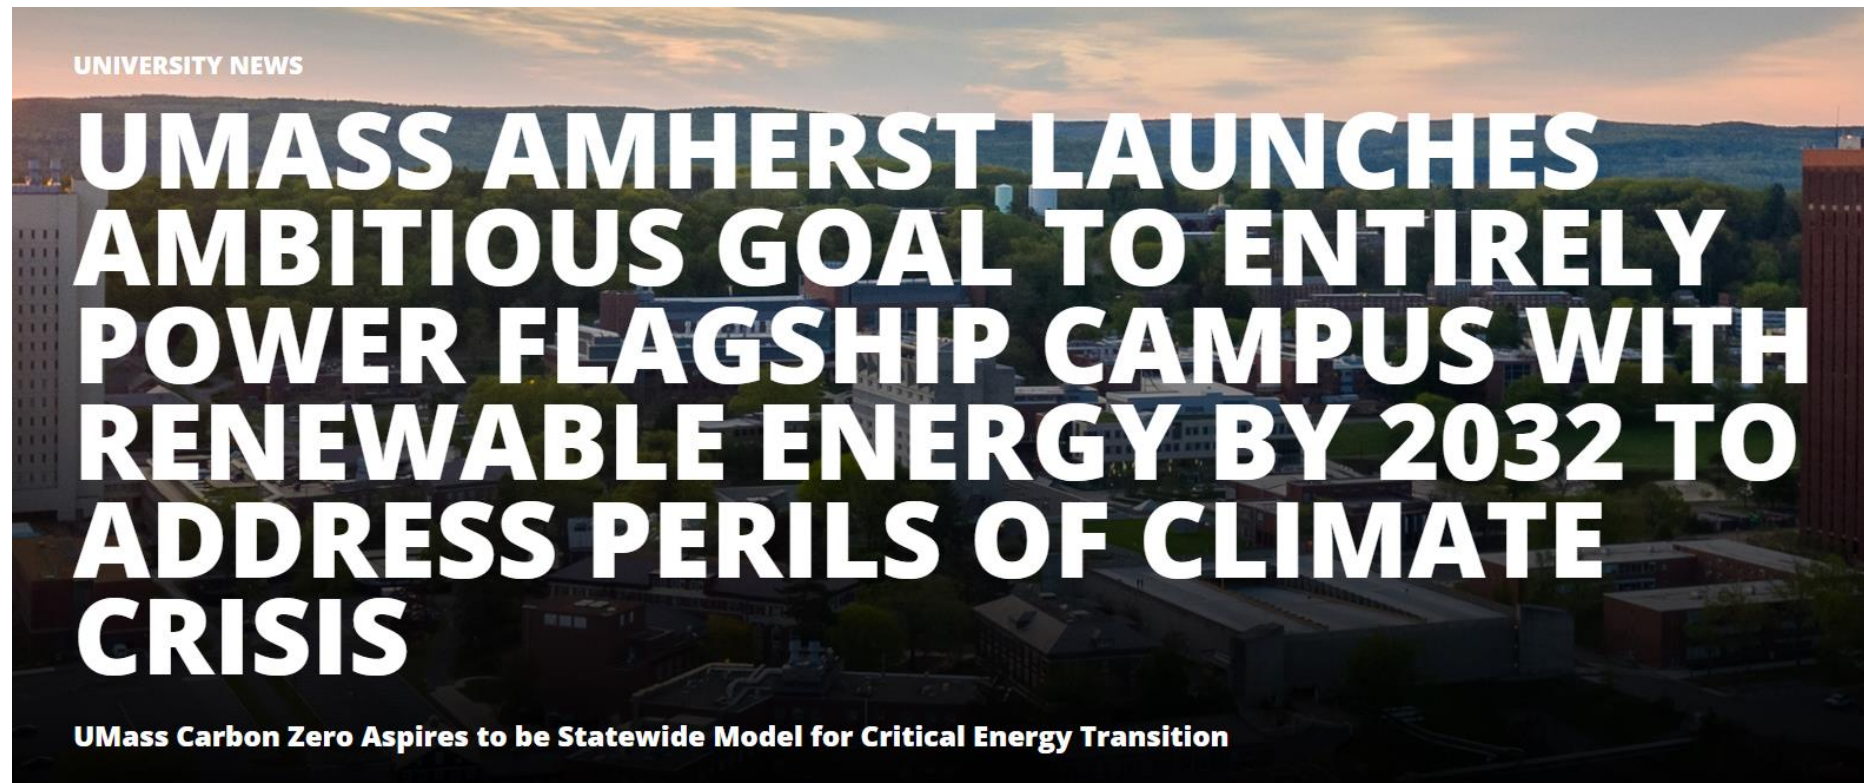 UNIVERSITY NEWS
UMASS AMHERST LAUNCHES
AMBITIOUS GOAL TO ENTIRELY
POWER FLAGSHIP CAMPUS WITH
RENEWABLE ENERGY BY 2032 TO
ADDRESS PERILS OF CLIMATE
CRISIS
UMass Carbon Zero Aspires to be Statewide Model for Critical Energy Transition